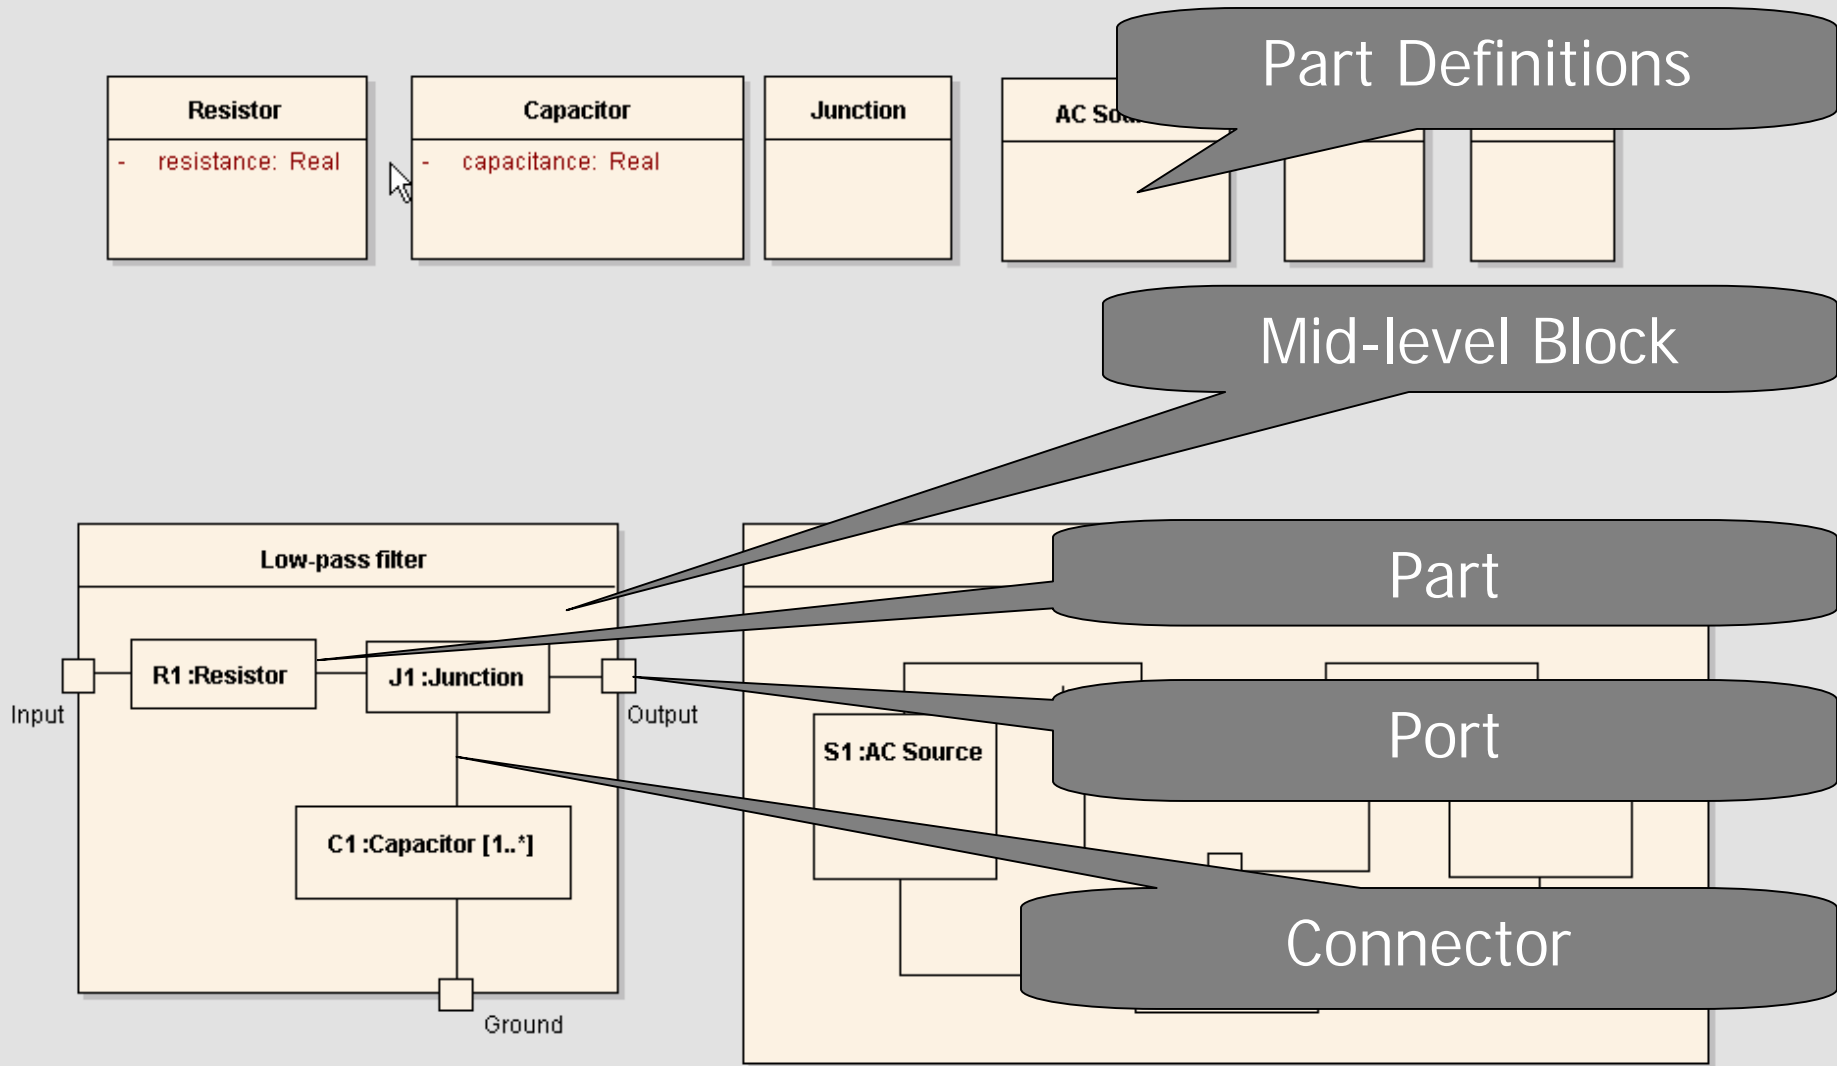 Part Definitions
Resistor
Capacitor
Junction
AC
- resistance: Real
- capacitance: Real
Mid-level Block
Low-pass filter
Part
R1 :Resistor
J1 :Junction
Input
Output
Port
S1 :AC Source
C1 :Capacitor [1..*]
Connector
Ground